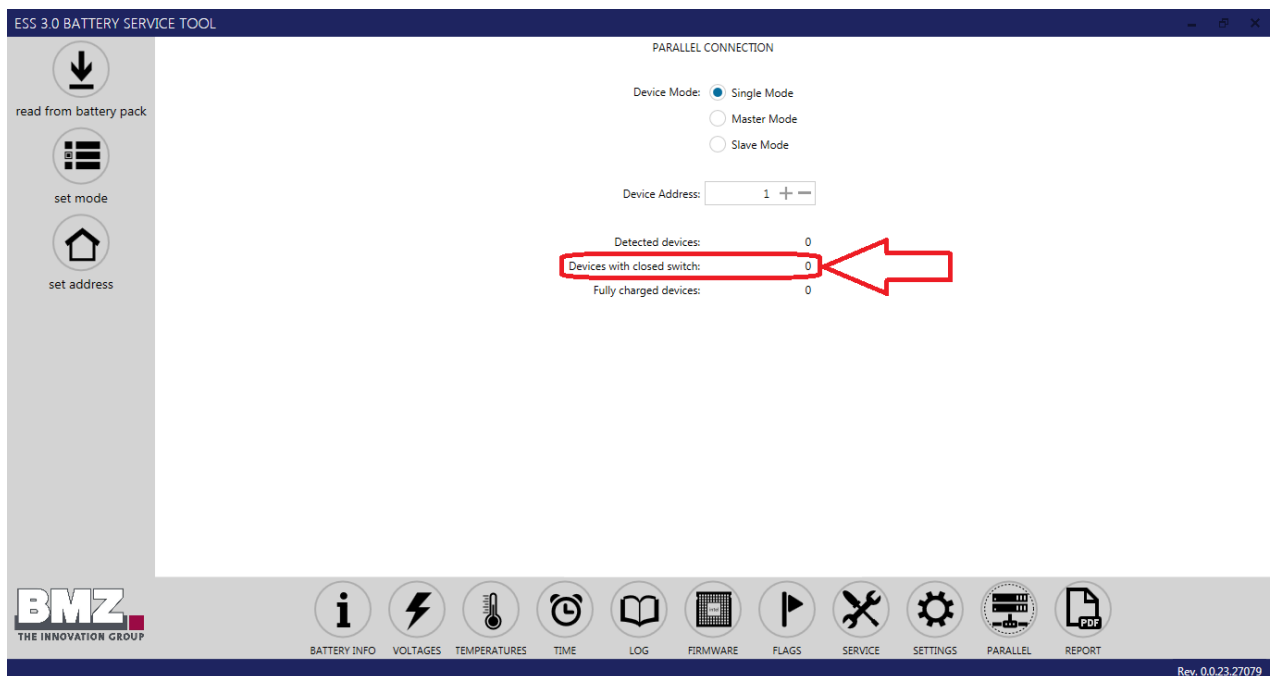 ESS 3.0 BATTERY SERVICE TOOL
read from battery pack
set mode
set address
PARALLEL CONNECTION
Device Mode: Single Mode
Master Mode
Slave Mode
Device Address: 1
Detected devices: 0
Devices with closed switch: 0
Fully charged devices: 0
BMZ
THE INNOVATION GROUP
PDF
BATTERY INFO VOLTAGES TEMPERATURES TIME LOG FIRMWARE FLAGS SERVICE SETTINGS PARALLEL REPORT
Rev. 0.0.23.27079